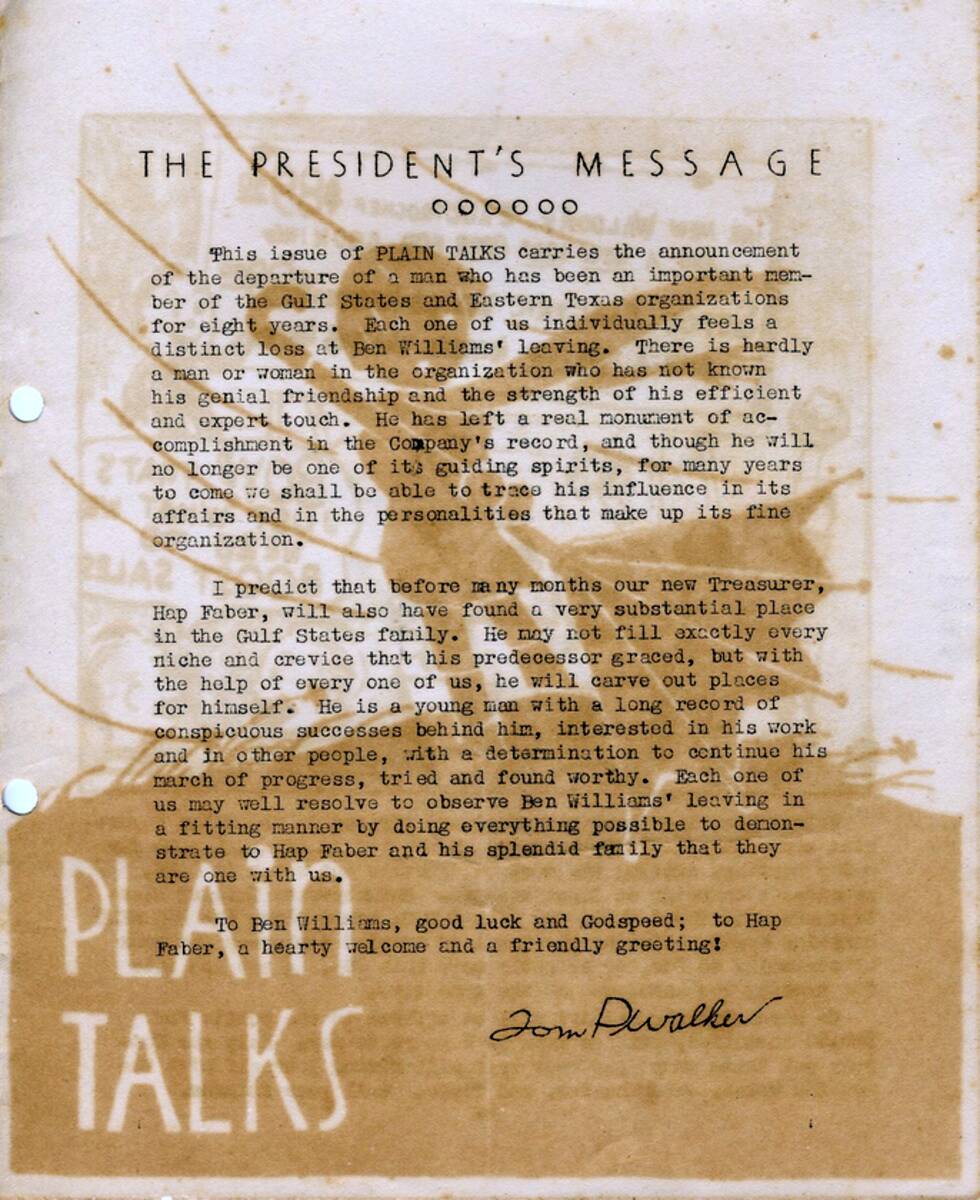 THE PRESIDENT'S MESSAGE
oooooo
This issue of PLAIN TALKS carries the announcement
of the departure of a man who has been an important mem-
ber of the Gulf States and Eastern Texas organizations
for eight years. Each one of us individually feels a
distinct loss at Ben Williams' leaving. There is hardly
a man or woman in the organization who has not known
his genial friendship and the strength of his efficient
and expert touch. He has left a real monument of ac-
complishment in the Company's record, and though he will
no longer be one of its guiding spirits, for many years
to come we shall be able to trace his influence in its
affairs and in the personalities that make up its fine
organization.
I predict that before many months our new Treasurer,
Hap Faber, will also have found a very substantial place
in the Gulf States family. He may not fill exactly every
niche and crevice that his predecessor graced, but with
the help of every one of us, he will carve out places
for himself. He is a young man with a long record of
conspicuous successes behind him, interested in his work
and in other people, with a determination to continue his
march of progress, tried and found worthy. Each one of
us may well resolve to observe Ben Williams' leaving in
a fitting manner by doing everything possible to demon-
strate to Hap Faber and his splendid family that they
are one with us.
To Ben Williams, good luck and Godspeed; to Hap
Faber, a hearty welcome and a friendly greeting!
Tom P Walker
PLAIN
TALKS